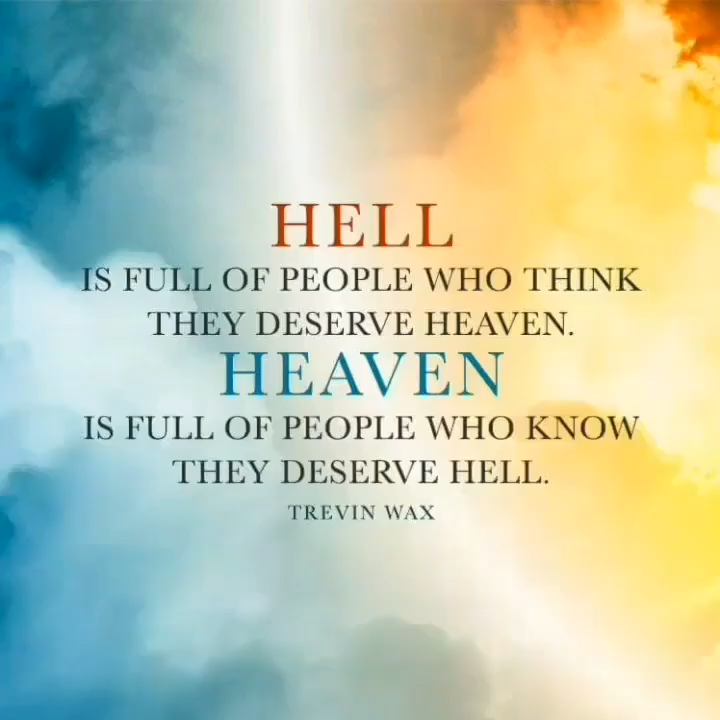 HELL
IS FULL OF PEOPLE WHO THINK
THEY DESERVE HEAVEN.
HEAVEN
IS FULL OF PEOPLE WHO KNOW
THEY DESERVE HELL.
TREVIN WAX